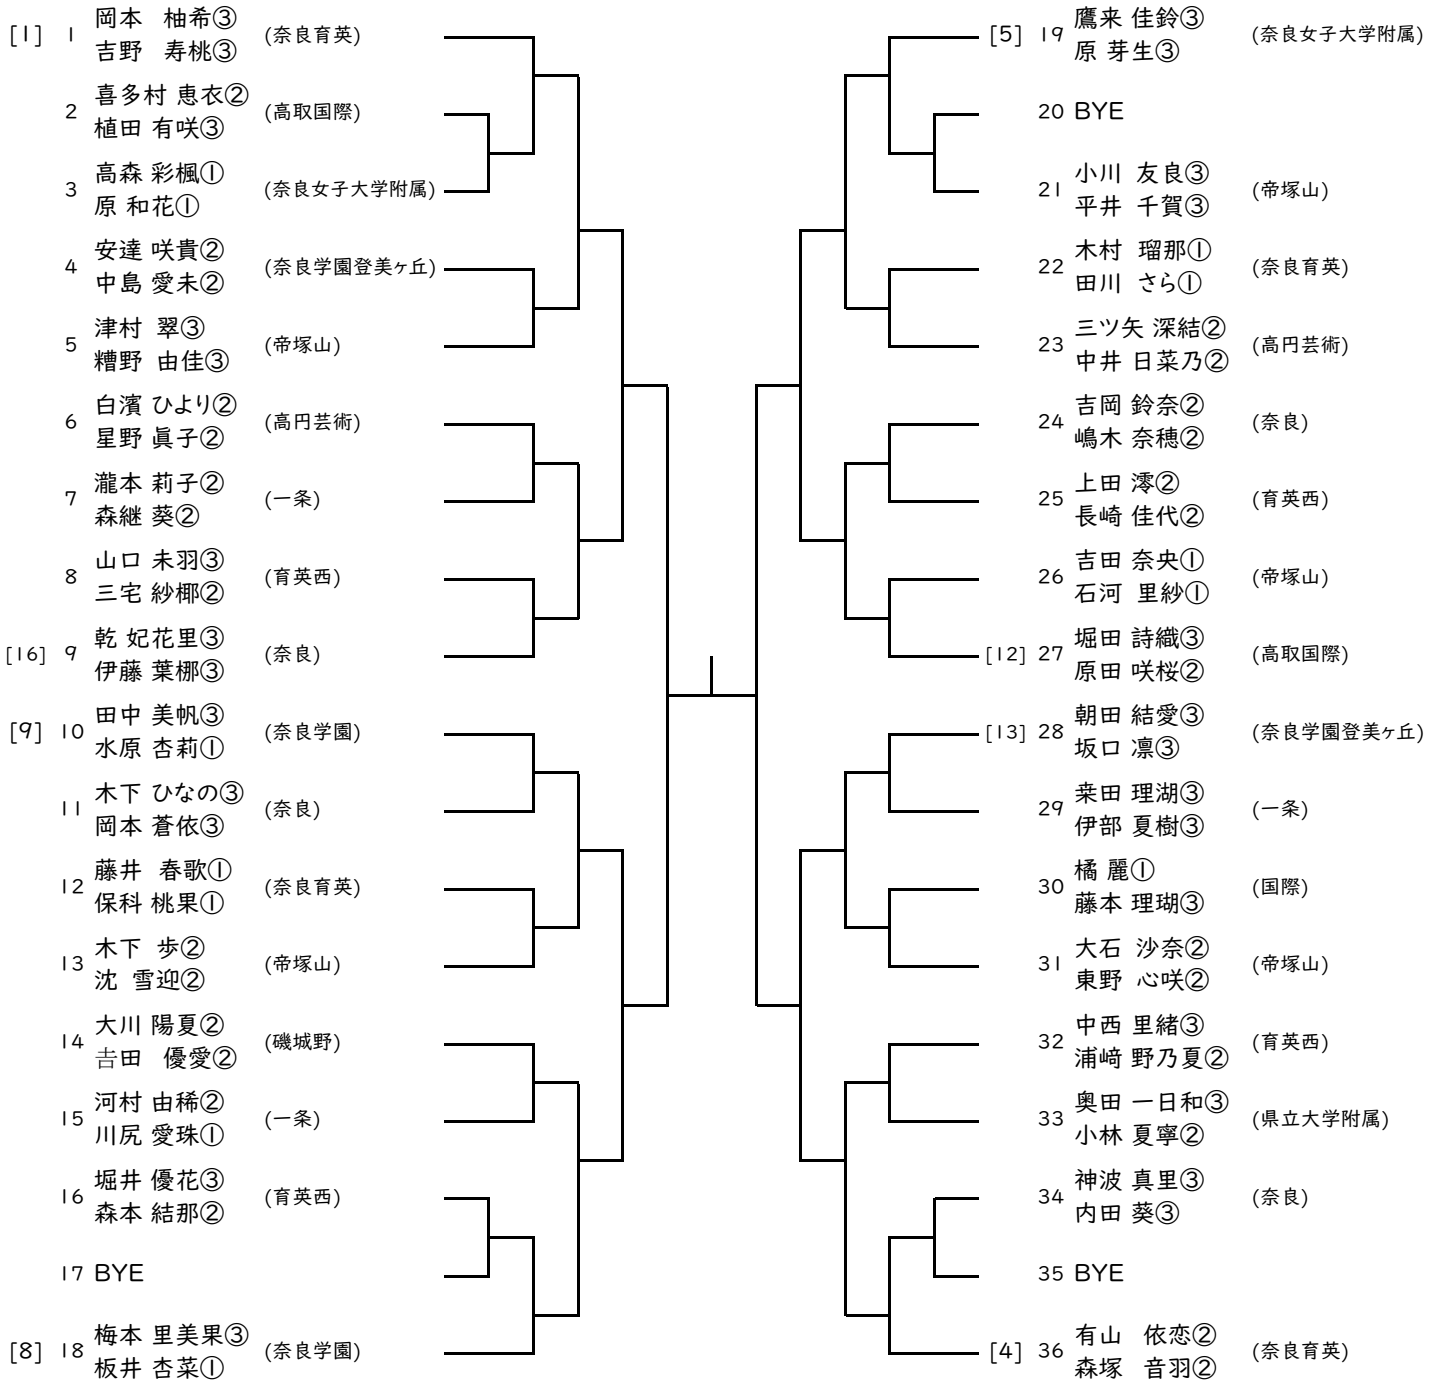 [1] 1 岡本 柚希③
吉野 寿桃③
(奈良育英)
2 喜多村 恵衣②
植田 有咲③
(高取国際)
3 高森 彩楓①
原 和花①
(奈良女子大学附属)
4 安達 咲貴②
中島 愛未②
(奈良学園登美ヶ丘)
5 津村 翠③
糟野 由佳③
(帝塚山)
6 白濱 ひより②
星野 眞子②
(高円芸術)
7 瀧本 莉子②
森継 葵②
(一条)
8 山口 未羽③
三宅 紗椰②
(育英西)
[16] 9 乾 妃花里③
伊藤 葉梛③
(奈良)
[9] 10 田中 美帆③
水原 杏莉①
(奈良学園)
11 木下 ひなの③
岡本 蒼依③
(奈良)
12 藤井 春歌①
保科 桃果①
(奈良育英)
13 木下 歩②
沈 雪迎②
(帝塚山)
14 大川 陽夏②
𠮷田 優愛②
(磯城野)
15 河村 由稀②
川尻 愛珠①
(一条)
16 堀井 優花③
森本 結那②
(育英西)
17 BYE
[8] 18 梅本 里美果③
板井 杏菜①
(奈良学園)
[5] 19 鷹来 佳鈴③
原 芽生③
(奈良女子大学附属)
20 BYE
21 小川 友良③
平井 千賀③
(帝塚山)
22 木村 瑠那①
田川 さら①
(奈良育英)
23 三ツ矢 深結②
中井 日菜乃②
(高円芸術)
24 吉岡 鈴奈②
嶋木 奈穂②
(奈良)
25 上田 澪②
長崎 佳代②
(育英西)
26 吉田 奈央①
石河 里紗①
(帝塚山)
[12] 27 堀田 詩織③
原田 咲桜②
(高取国際)
[13] 28 朝田 結愛③
坂口 凛③
(奈良学園登美ヶ丘)
29 桒田 理湖③
伊部 夏樹③
(一条)
30 橘 麗①
藤本 理瑚③
(国際)
31 大石 沙奈②
東野 心咲②
(帝塚山)
32 中西 里緒③
浦﨑 野乃夏②
(育英西)
33 奥田 一日和③
小林 夏寧②
(県立大学附属)
34 神波 真里③
内田 葵③
(奈良)
35 BYE
[4] 36 有山 依恋②
森塚 音羽②
(奈良育英)